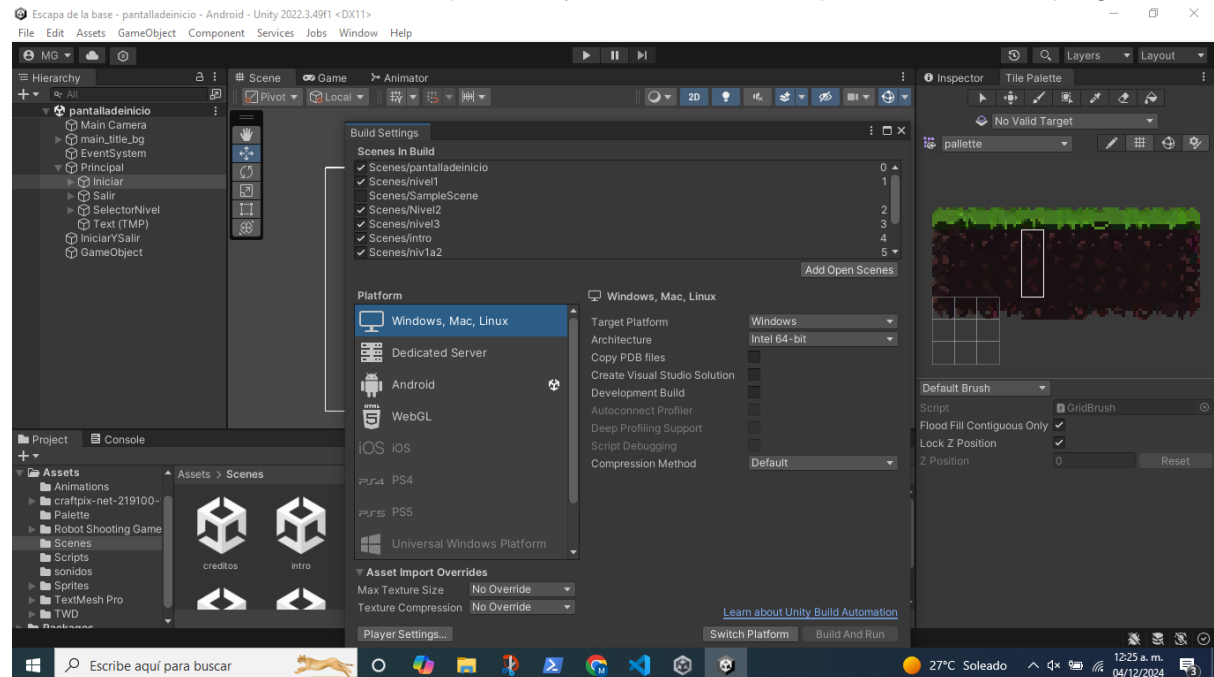 Escapa de la base - pantalladeinicio - Android - Unity 2022.3.49f1 <DX11>
File Edit Assets GameObject Component Services Jobs Window Help
MG Layers Layout
Hierarchy
All
pantalladeinicio
Main Camera
main_title_bg
EventSystem
Principal
Iniciar
Salir
SelectorNivel
Text (TMP)
IniciarYSalir
GameObject
Scene Game Animator
Pivot Local 2D
Build Settings
Scenes In Build
Scenes/pantalladeinicio 0
Scenes/nivel1 1
Scenes/SampleScene
Scenes/Nivel2 2
Scenes/nivel3 3
Scenes/intro 4
Scenes/niv1a2 5
Add Open Scenes
Platform
Windows, Mac, Linux
Dedicated Server
Android
HTML
WebGL
iOS iOS
PS4 PS4
PS5 PS5
Universal Windows Platform
Windows, Mac, Linux
Target Platform Windows
Architecture Intel 64-bit
Copy PDB files
Create Visual Studio Solution
Development Build
Autoconnect Profiler
Deep Profiling Support
Script Debugging
Compression Method Default
Asset Import Overrides
Max Texture Size No Override
Texture Compression No Override
Learn about Unity Build Automation
Player Settings... Switch Platform Build And Run
Inspector Tile Palette
No Valid Target
pallette
Default Brush
Script GridBrush
Flood Fill Contiguous Only
Lock Z Position
Z Position 0 Reset
Project Console
Assets
Animations
craftpix-net-219100-
Palette
Robot Shooting Game
Scenes
Scripts
sonidos
Sprites
TextMesh Pro
TWD
Packages
Assets > Scenes
creditos intro
Escribe aquí para buscar
27°C Soleado
12:25 a. m.
04/12/2024
3